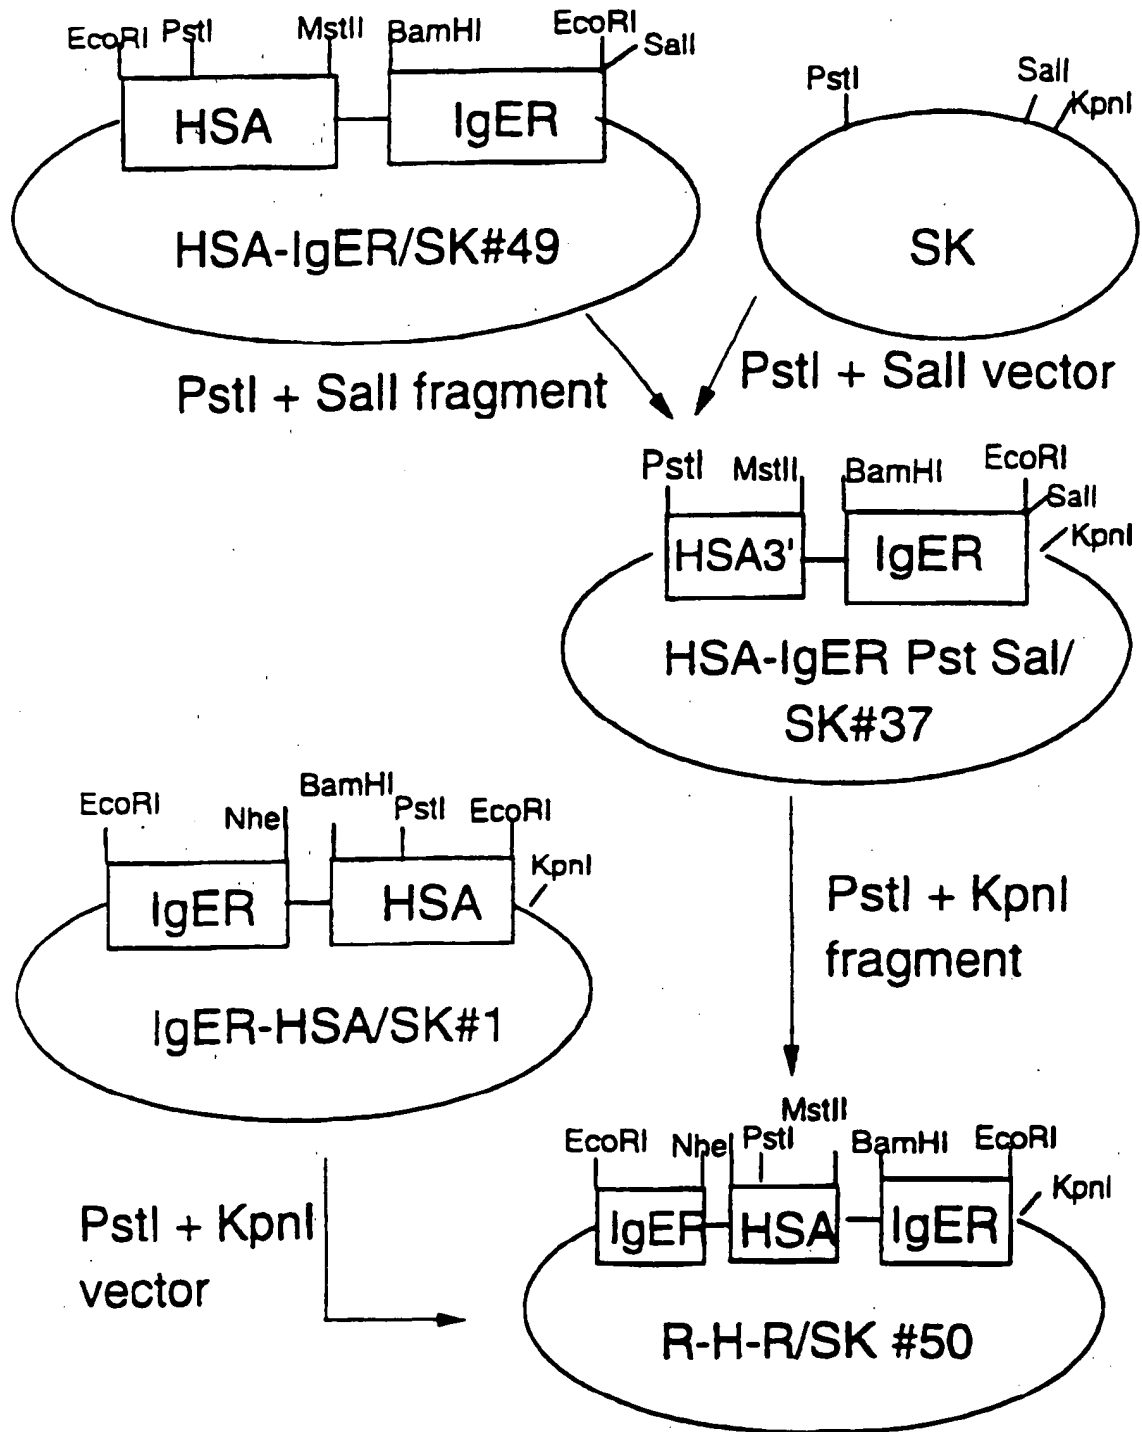 EcoRI PstI MstII BamHI EcoRI SalI
HSA IgER
HSA-IgER/SK#49
PstI SalI KpnI
SK
PstI + SalI fragment
PstI + SalI vector
PstI MstII BamHI EcoRI SalI KpnI
HSA3' IgER
HSA-IgER Pst Sal/
SK#37
EcoRI NheI BamHI PstI EcoRI KpnI
IgER HSA
IgER-HSA/SK#1
PstI + KpnI
fragment
PstI + KpnI
vector
EcoRI NheI PstI MstII BamHI EcoRI KpnI
IgER HSA IgER
R-H-R/SK #50